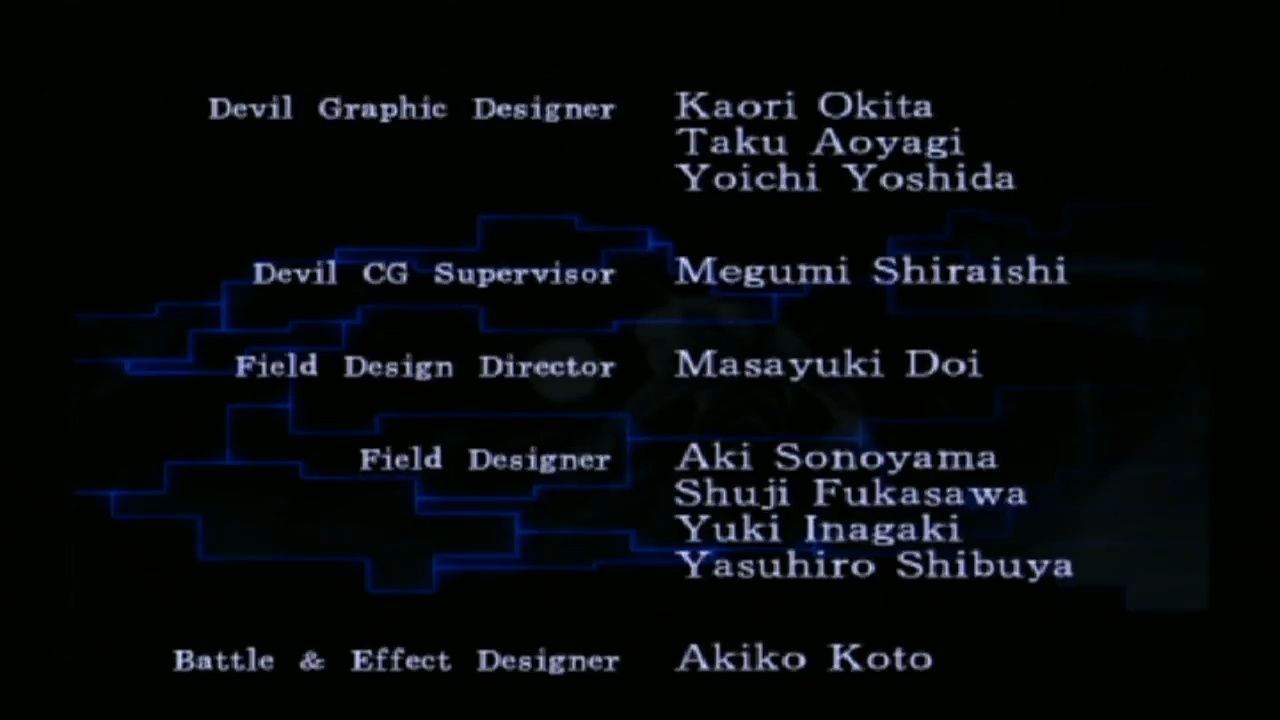 Devil Graphic Designer Kaori Okita
Taku Aoyagi
Yoichi Yoshida
Devil CG Supervisor Megumi Shiraishi
Field Design Director Masayuki Doi
Field Designer Aki Sonoyama
Shuji Fukasawa
Yuki Inagaki
Yasuhiro Shibuya
Battle & Effect Designer Akiko Koto